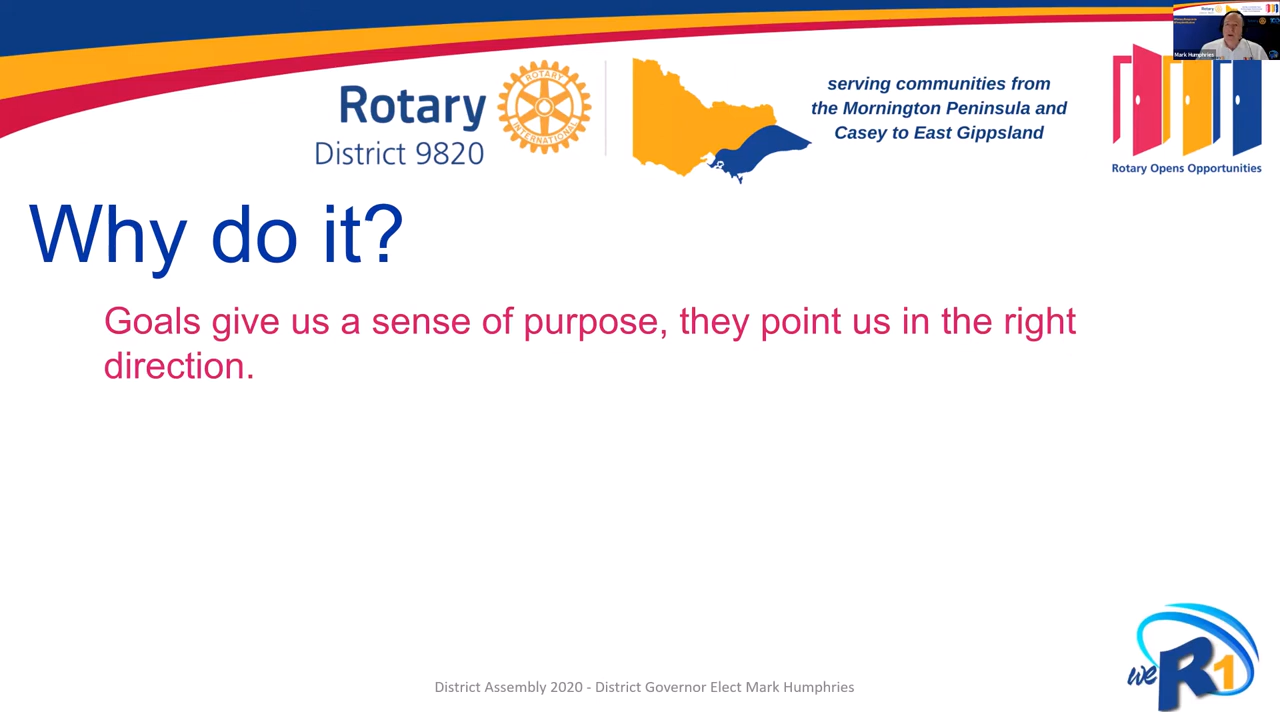 Rotary
District 9820
ROTARY
INTERNATIONAL
serving communities from
the Mornington Peninsula and
Casey to East Gippsland
Mark Humphries
Rotary Opens Opportunities
Why do it?
Goals give us a sense of purpose, they point us in the right
direction.
District Assembly 2020 - District Governor Elect Mark Humphries
we R 1